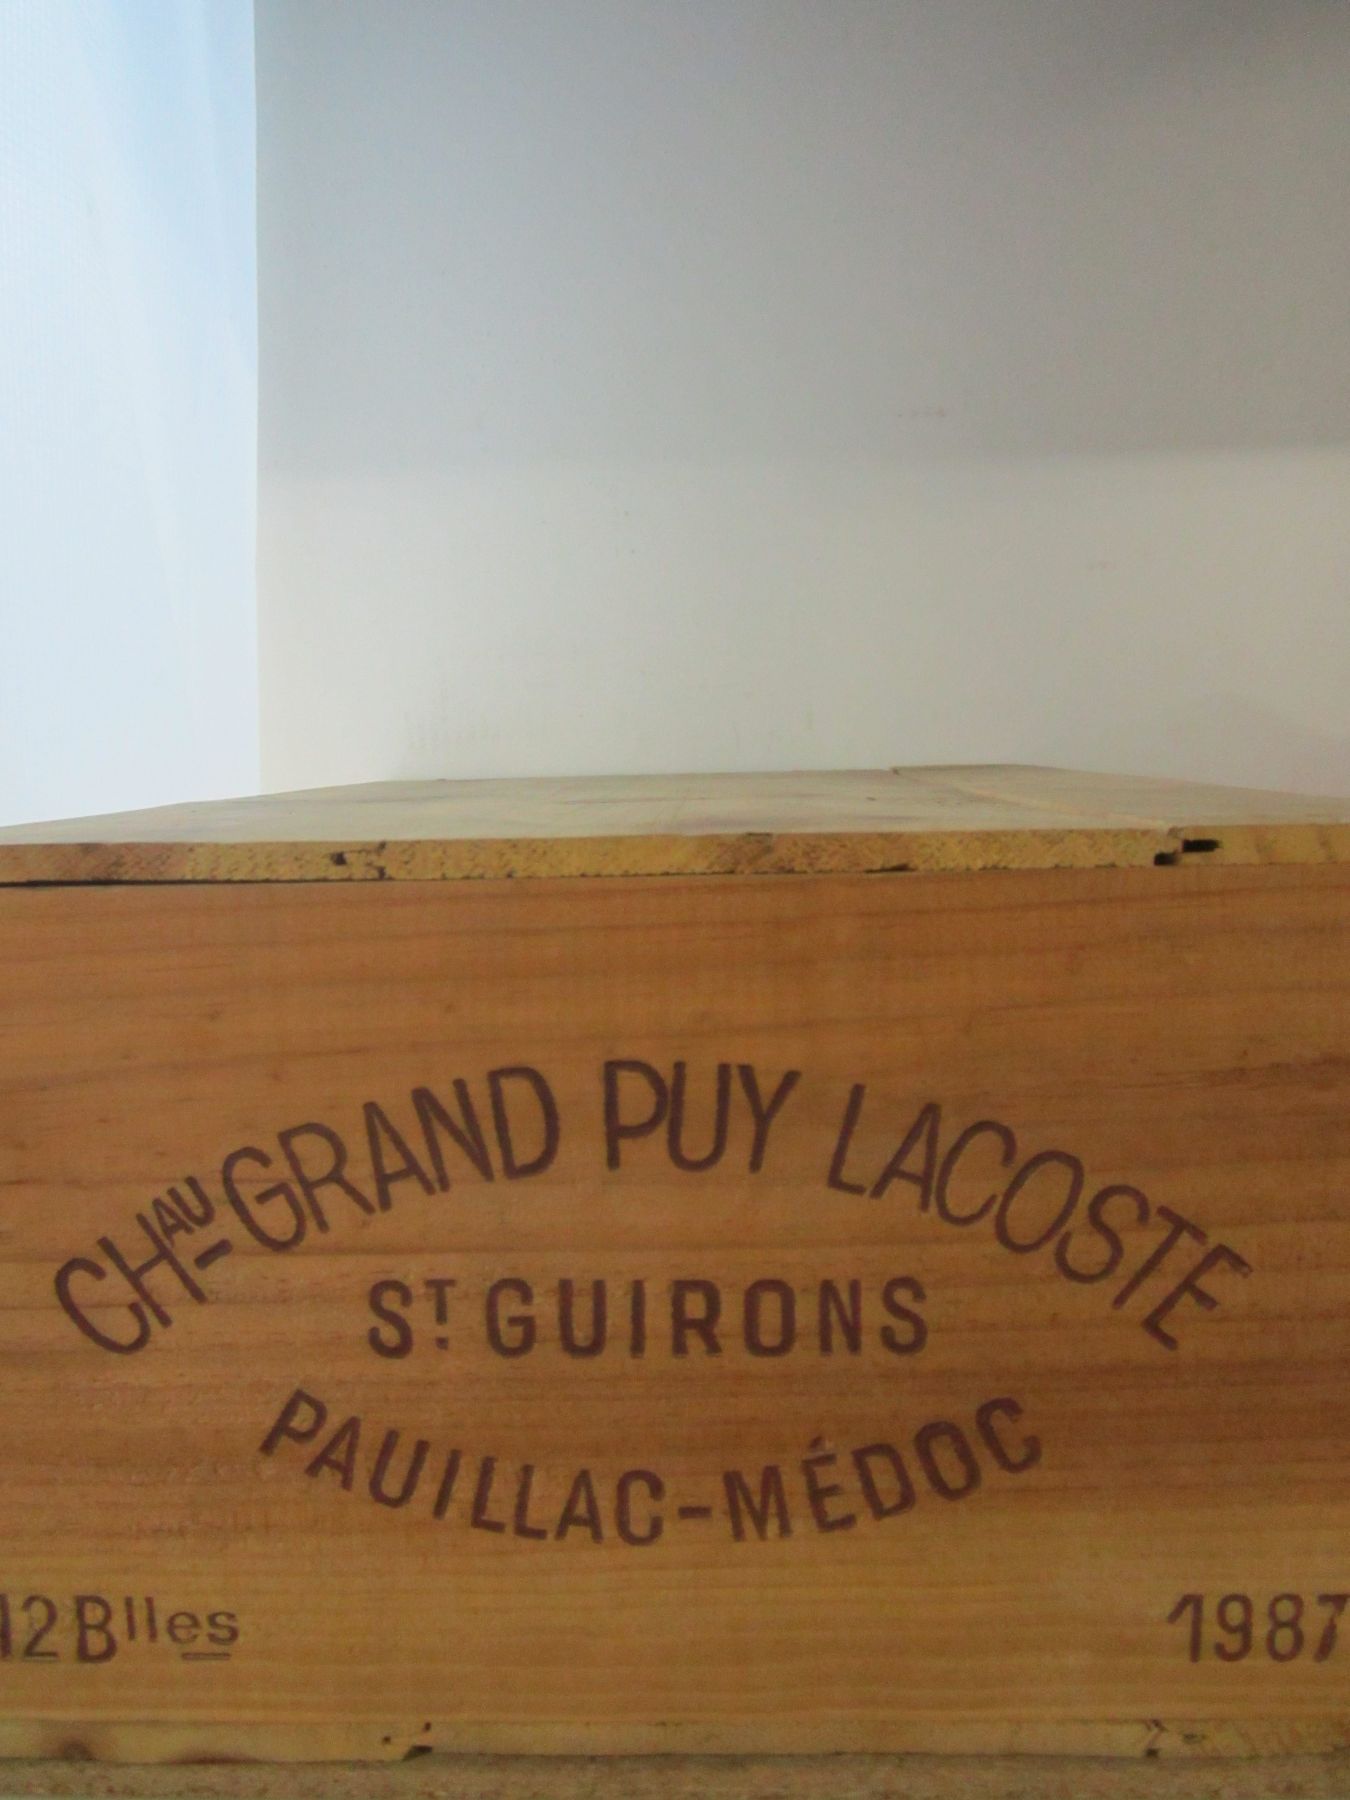 CHAU GRAND PUY LACOSTE
ST GUIRONS
PAUILLAC-MÉDOC
12 Blles
1987